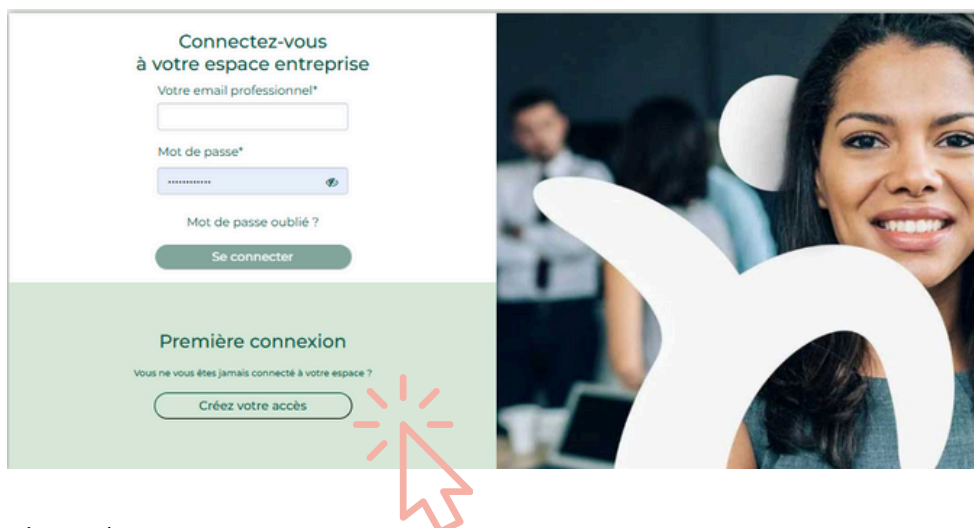 Connectez-vous
à votre espace entreprise
Votre email professionnel*
Mot de passe*
Mot de passe oublié ?
Se connecter
Première connexion
Vous ne vous êtes jamais connecté à votre espace ?
Créez votre accès